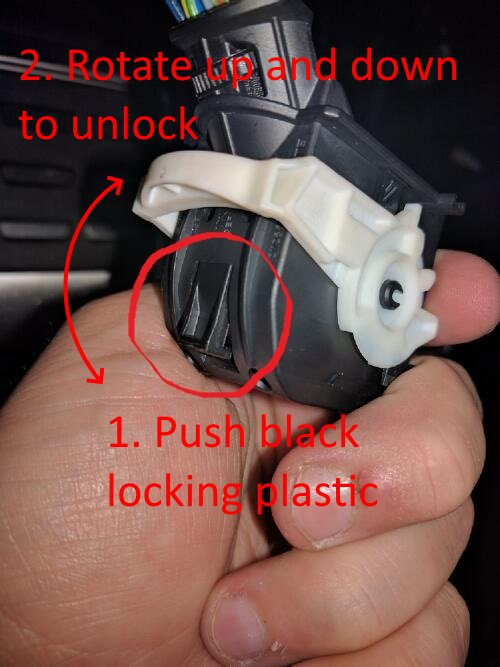 2. Rotate up and down
to unlock
1. Push black
locking plastic